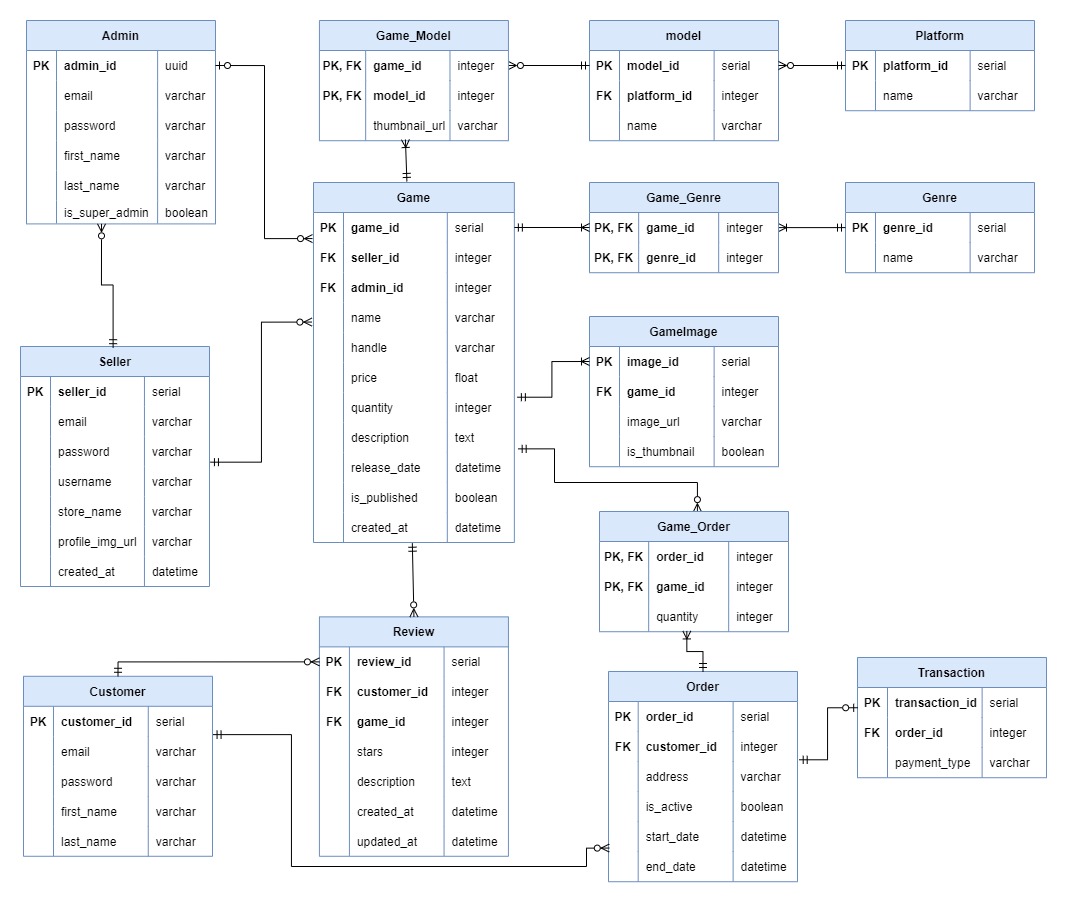 Admin
PK admin_id uuid
email varchar
password varchar
first_name varchar
last_name varchar
is_super_admin boolean
Game_Model
PK, FK game_id integer
PK, FK model_id integer
thumbnail_url varchar
model
PK model_id serial
FK platform_id integer
name varchar
Platform
PK platform_id serial
name varchar
Game
PK game_id serial
FK seller_id integer
FK admin_id integer
name varchar
handle varchar
price float
quantity integer
description text
release_date datetime
is_published boolean
created_at datetime
Game_Genre
PK, FK game_id integer
PK, FK genre_id integer
Genre
PK genre_id serial
name varchar
Seller
PK seller_id serial
email varchar
password varchar
username varchar
store_name varchar
profile_img_url varchar
created_at datetime
GameImage
PK image_id serial
FK game_id integer
image_url varchar
is_thumbnail boolean
Game_Order
PK, FK order_id integer
PK, FK game_id integer
quantity integer
Review
PK review_id serial
FK customer_id integer
FK game_id integer
stars integer
description text
created_at datetime
updated_at datetime
Customer
PK customer_id serial
email varchar
password varchar
first_name varchar
last_name varchar
Order
PK order_id serial
FK customer_id integer
address varchar
is_active boolean
start_date datetime
end_date datetime
Transaction
PK transaction_id serial
FK order_id integer
payment_type varchar